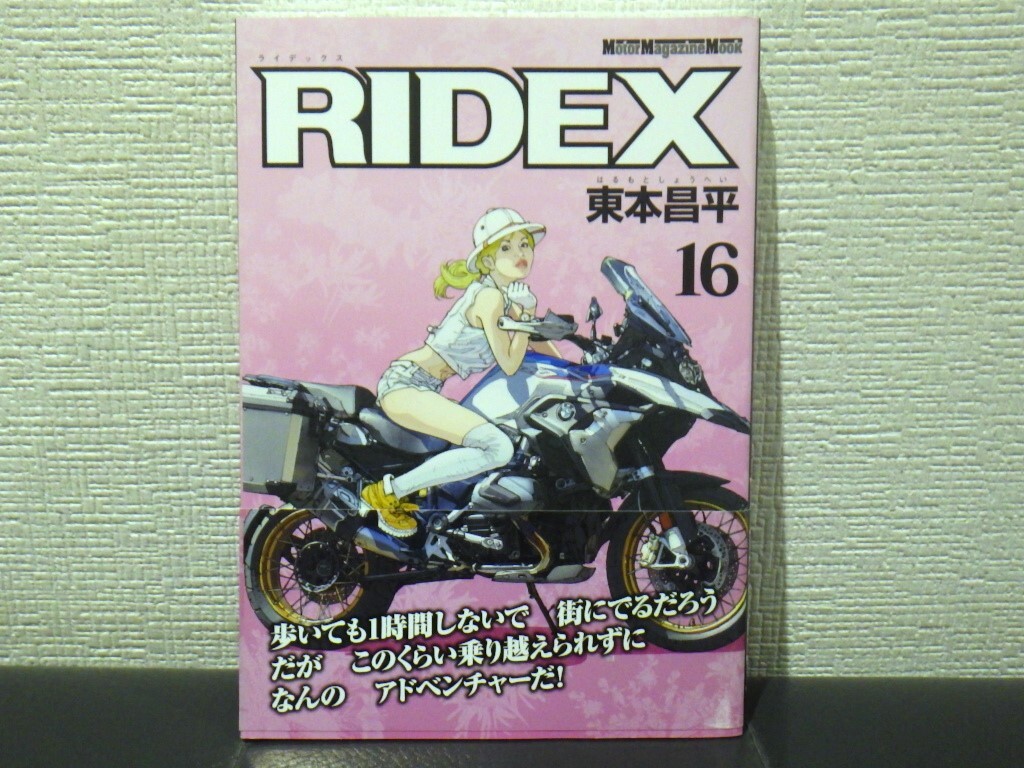 Motor Magazine Mook
ライデックス
RIDEX
はるもとしょうへい
東本昌平
16
歩いても1時間しないで 街にでるだろう
だが このくらい乗り越えられずに
なんの アドベンチャーだ!